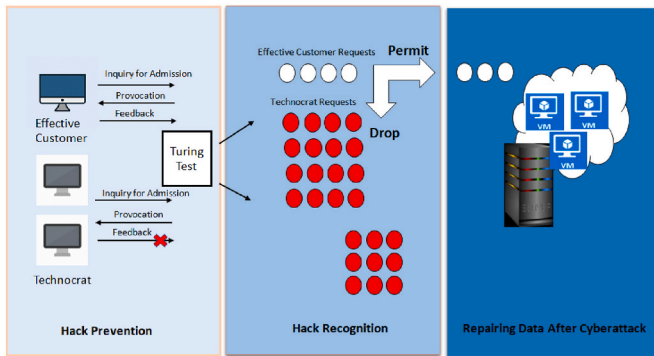 Inquiry for Admission
Provocation
Feedback
Effective
Customer
Turing
Test
Inquiry for Admission
Provocation
Feedback
Technocrat
Hack Prevention
Effective Customer Requests
Permit
Technocrat Requests
Drop
Hack Recognition
VM
VM
VM
Repairing Data After Cyberattack